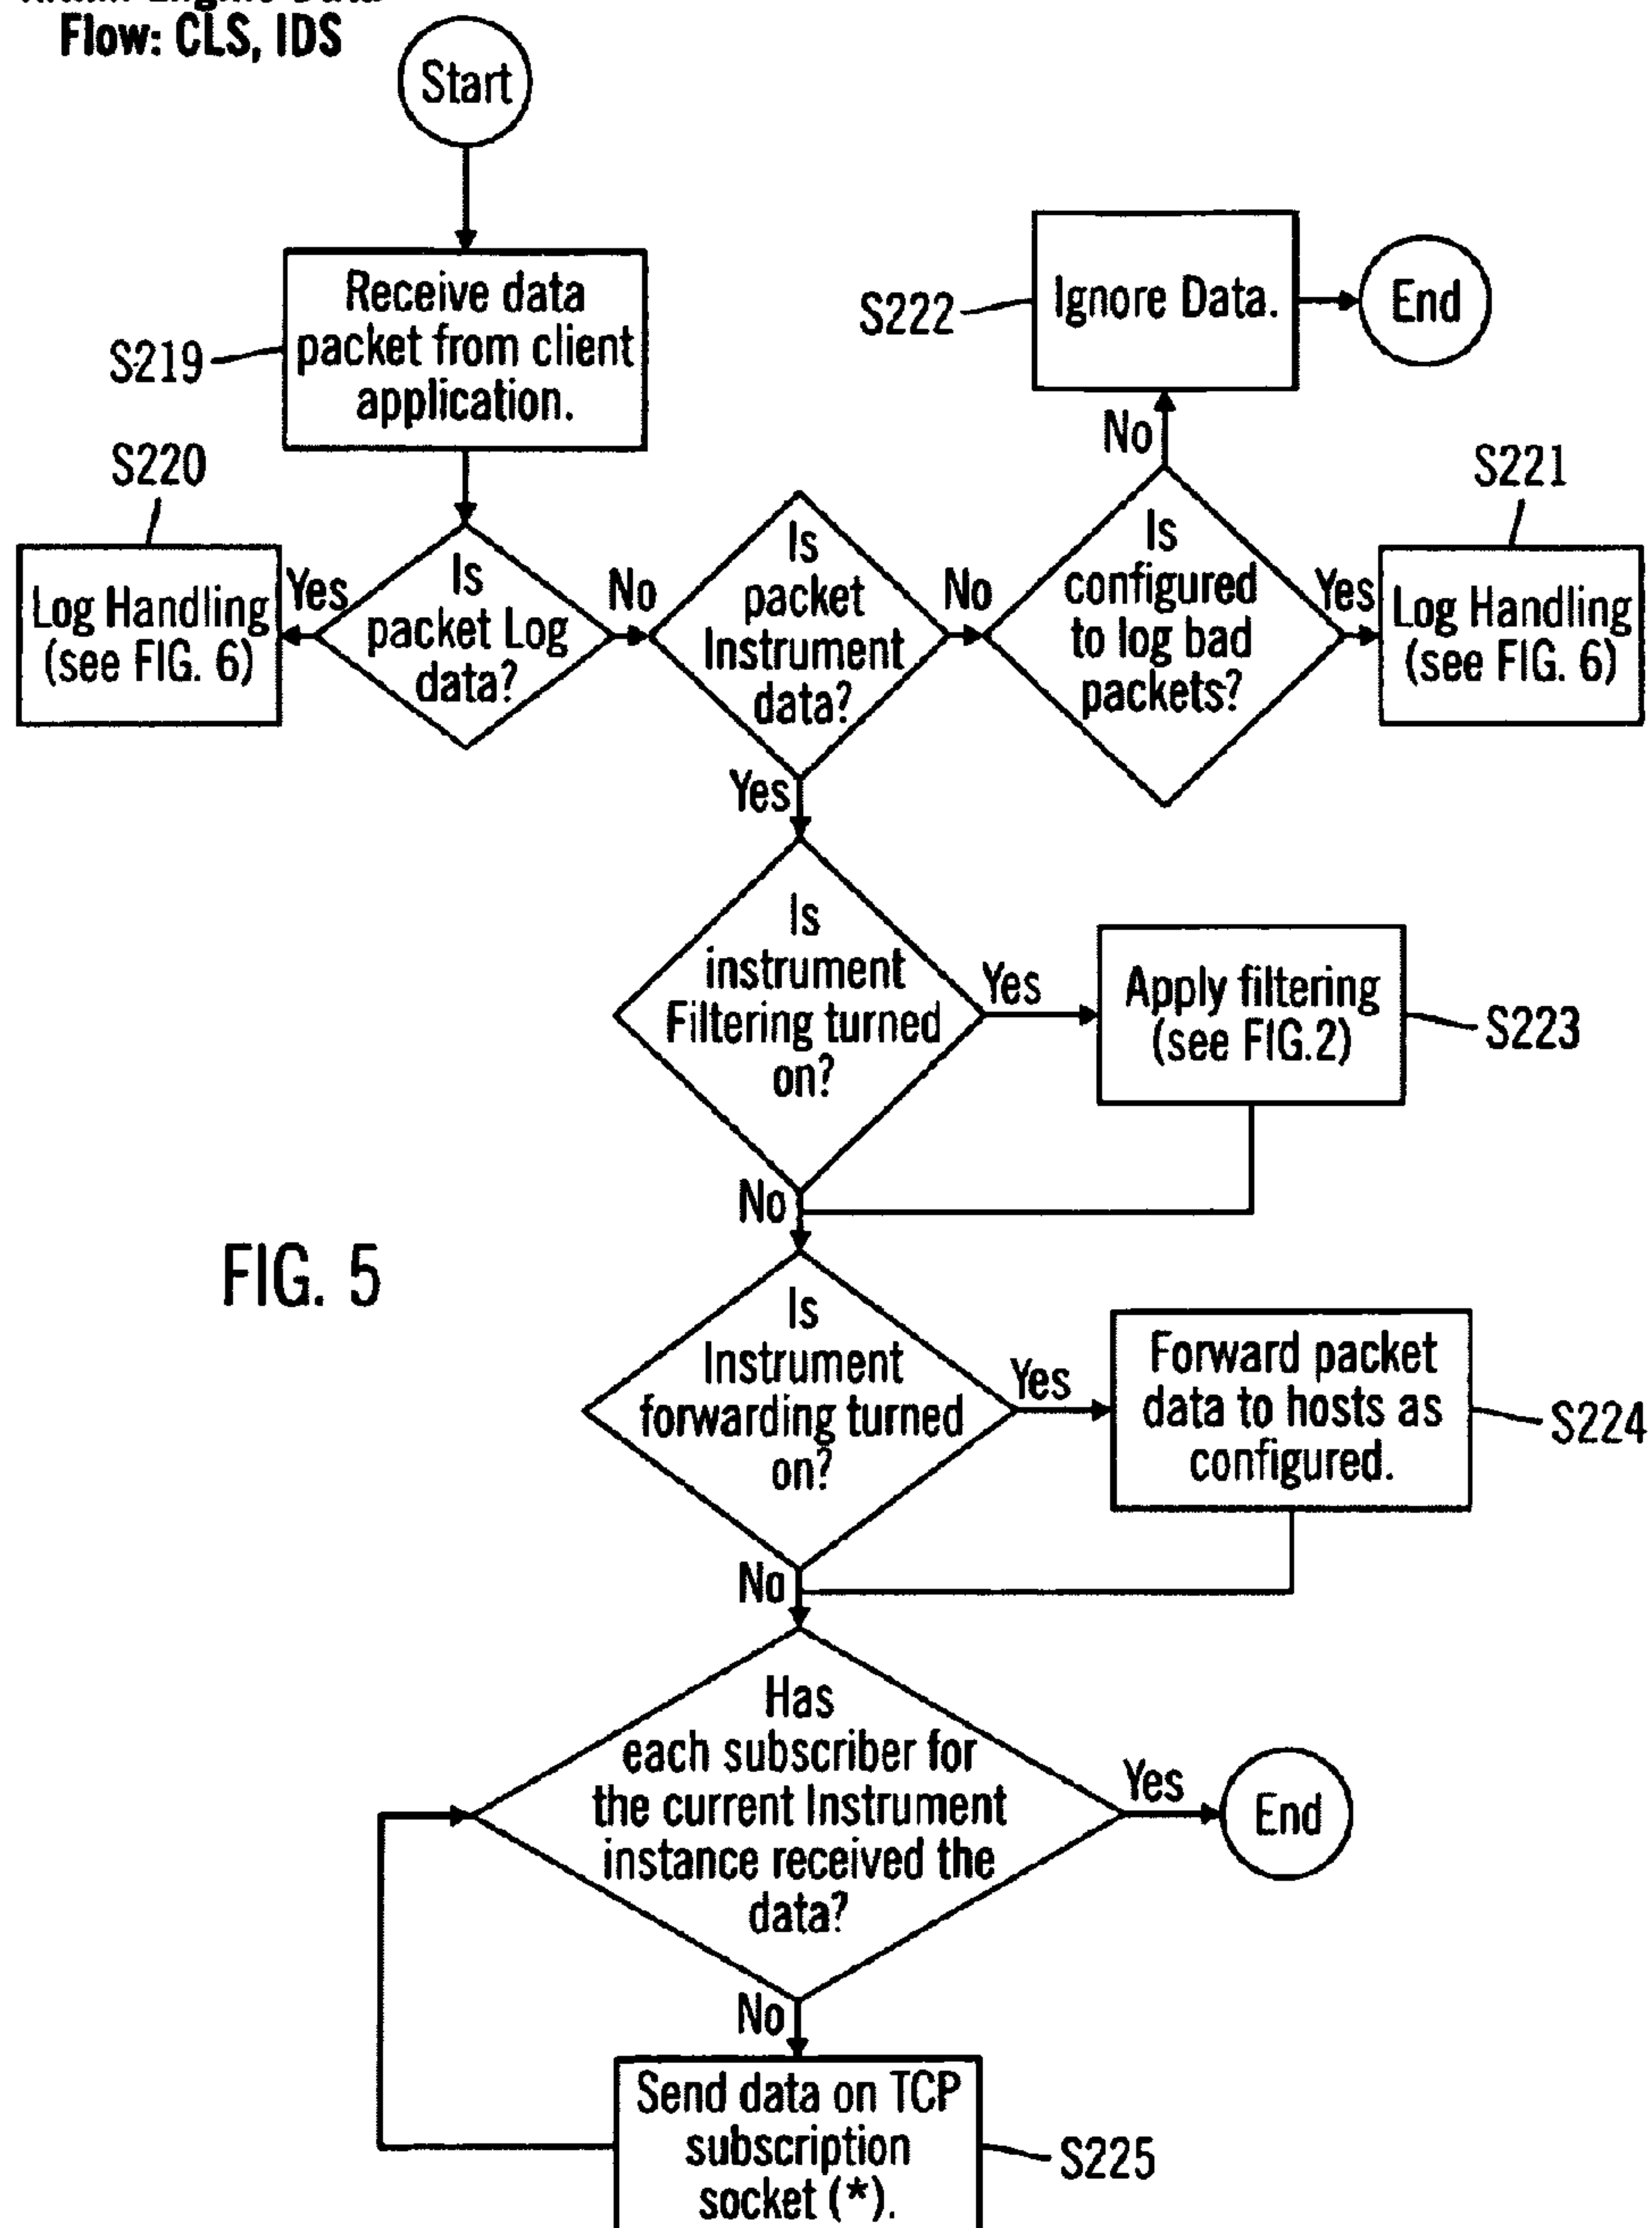 Flow: CLS, IDS
Start
Receive data
packet from client
application.
S219
S220
Log Handling
(see FIG. 6)
Yes
Is
packet Log
data?
No
Is
packet
Instrument
data?
No
Is
configured
to log bad
packets?
No
S222
Ignore Data.
End
Yes
S221
Log Handling
(see FIG. 6)
Yes
Is
instrument
Filtering turned
on?
Yes
Apply filtering
(see FIG.2)
S223
No
FIG. 5
Is
Instrument
forwarding turned
on?
Yes
Forward packet
data to hosts as
configured.
S224
No
Has
each subscriber for
the current Instrument
instance received the
data?
Yes
End
No
Send data on TCP
subscription
socket (*).
S225